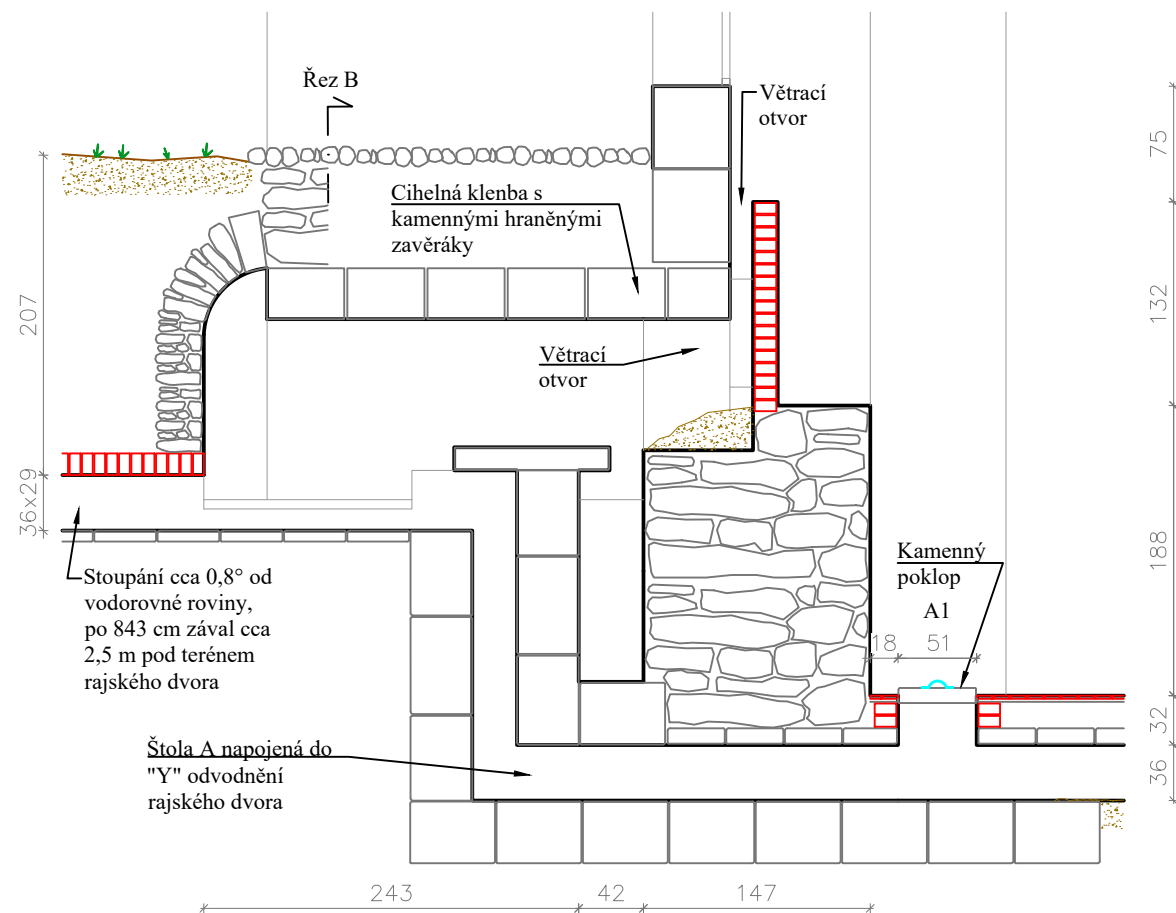 Řez B
Větrací
otvor
Cihelná klenba s
kamennými hraněnými
zavěráky
Větrací
otvor
Stoupání cca 0,8° od
vodorovné roviny,
po 843 cm zával cca
2,5 m pod terénem
rajského dvora
Kamenný
poklop
A1
Štola A napojená do
"Y" odvodnění
rajského dvora
207
36x29
75
132
188
32
36
18
51
243
42
147